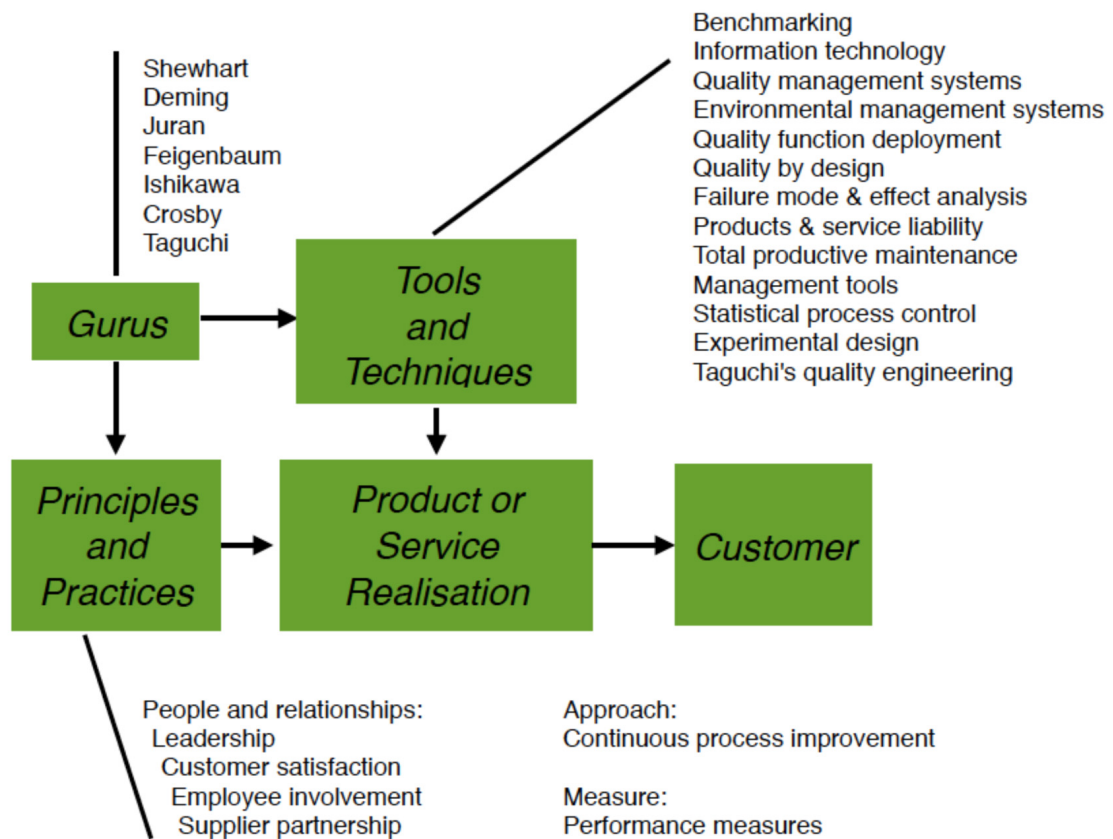 Shewhart
Deming
Juran
Feigenbaum
Ishikawa
Crosby
Taguchi
Benchmarking
Information technology
Quality management systems
Environmental management systems
Quality function deployment
Quality by design
Failure mode & effect analysis
Products & service liability
Total productive maintenance
Management tools
Statistical process control
Experimental design
Taguchi's quality engineering
Gurus
Tools
and
Techniques
Principles
and
Practices
Product or
Service
Realisation
Customer
People and relationships:
Leadership
Customer satisfaction
Employee involvement
Supplier partnership
Approach:
Continuous process improvement
Measure:
Performance measures